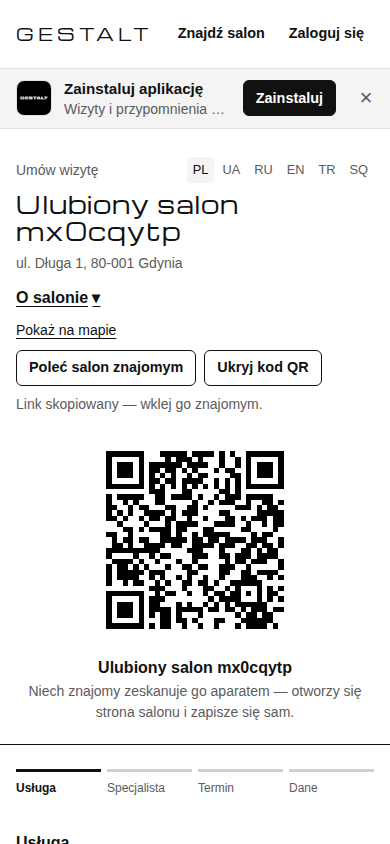 GESTALT
Znajdź salon
Zaloguj się
GESTALT
Zainstaluj aplikację
Wizyty i przypomnienia …
Zainstaluj
×
Umów wizytę
PL UA RU EN TR SQ
Ulubiony salon
mx0cqytp
ul. Długa 1, 80-001 Gdynia
O salonie ▾
Pokaż na mapie
Poleć salon znajomym
Ukryj kod QR
Link skopiowany — wklej go znajomym.
Ulubiony salon mx0cqytp
Niech znajomy zeskanuje go aparatem — otworzy się
strona salonu i zapisze się sam.
Usługa
Specjalista
Termin
Dane
Usługa